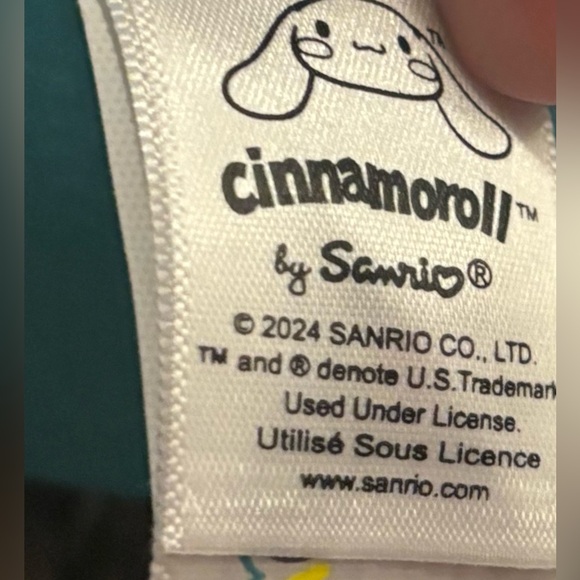 ™
cinnamoroll™
by Sanrio®
© 2024 SANRIO CO., LTD.
™ and ® denote U.S.Trademark
Used Under License.
Utilisé Sous Licence
www.sanrio.com